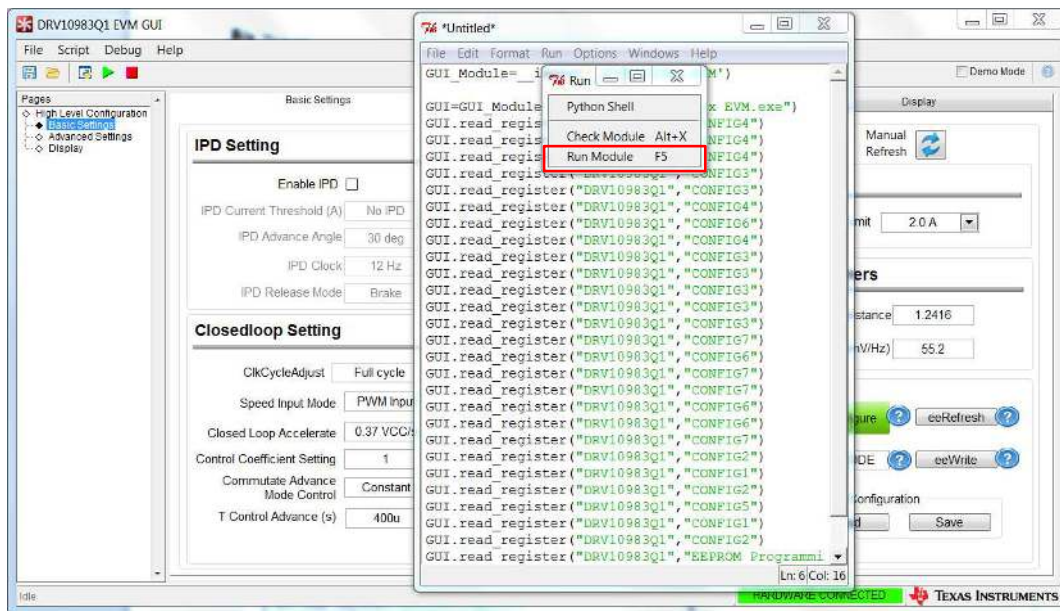 DRV10983Q1 EVM GUI
File Script Debug Help
Demo Mode
Pages
High Level Configuration
Basic Settings
Advanced Settings
Display
Basic Settings
IPD Setting
Enable IPD
IPD Current Threshold (A) No IPD
IPD Advance Angle 30 deg
IPD Clock 12 Hz
IPD Release Mode Brake
Closedloop Setting
ClkCycleAdjust Full cycle
Speed Input Mode PWM Inpu
Closed Loop Accelerate 0.37 VCC/
Control Coefficient Setting 1
Commutate Advance
Mode Control Constant
T Control Advance (s) 400u
*Untitled*
File Edit Format Run Options Windows Help
GUI_Module=__i M')
GUI=GUI_Module x EVM.exe")
GUI.read_regis NFIG4")
GUI.read_regis NFIG4")
GUI.read_regis NFIG4")
GUI.read_register("DRV10983Q1","CONFIG3")
GUI.read_register("DRV10983Q1","CONFIG3")
GUI.read_register("DRV10983Q1","CONFIG4")
GUI.read_register("DRV10983Q1","CONFIG6")
GUI.read_register("DRV10983Q1","CONFIG4")
GUI.read_register("DRV10983Q1","CONFIG3")
GUI.read_register("DRV10983Q1","CONFIG3")
GUI.read_register("DRV10983Q1","CONFIG3")
GUI.read_register("DRV10983Q1","CONFIG3")
GUI.read_register("DRV10983Q1","CONFIG3")
GUI.read_register("DRV10983Q1","CONFIG7")
GUI.read_register("DRV10983Q1","CONFIG6")
GUI.read_register("DRV10983Q1","CONFIG7")
GUI.read_register("DRV10983Q1","CONFIG7")
GUI.read_register("DRV10983Q1","CONFIG6")
GUI.read_register("DRV10983Q1","CONFIG6")
GUI.read_register("DRV10983Q1","CONFIG7")
GUI.read_register("DRV10983Q1","CONFIG2")
GUI.read_register("DRV10983Q1","CONFIG1")
GUI.read_register("DRV10983Q1","CONFIG2")
GUI.read_register("DRV10983Q1","CONFIG5")
GUI.read_register("DRV10983Q1","CONFIG1")
GUI.read_register("DRV10983Q1","CONFIG2")
GUI.read_register("DRV10983Q1","EEPROM Programmi
Ln: 6 Col: 16
Run
Python Shell
Check Module Alt+X
Run Module F5
Display
Manual
Refresh
mit 2.0 A
ers
stance 1.2416
nV/Hz) 55.2
gure eeRefresh
DE eeWrite
onfiguration
d Save
Idle
HARDWARE CONNECTED
TEXAS INSTRUMENTS